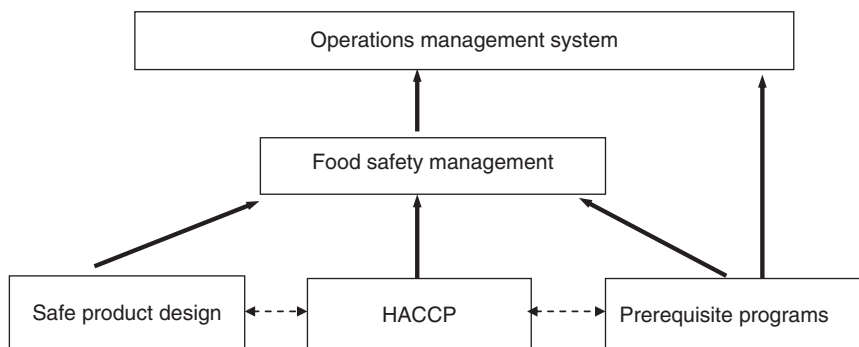 Operations management system
Food safety management
Safe product design
HACCP
Prerequisite programs